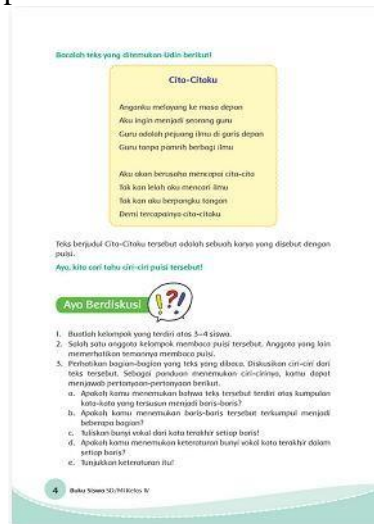 Bacalah teks yang ditemukan Udin berikut!
Cita-Citaku
Anganku melayang ke masa depan
Aku ingin menjadi seorang guru
Guru adalah pejuang ilmu di garis depan
Guru tanpa pamrih berbagi ilmu
Aku akan berusaha mencapai cita-cita
Tak kan lelah aku mencari ilmu
Tak kan aku berpangku tangan
Demi tercapainya cita-citaku
Teks berjudul Cita-Citaku tersebut adalah sebuah karya yang disebut dengan
puisi.
Ayo, kita cari tahu ciri-ciri puisi tersebut!
Ayo Berdiskusi
1. Buatlah kelompok yang terdiri atas 3–4 siswa.
2. Salah satu anggota kelompok membaca puisi tersebut. Anggota yang lain
memerhatikan temannya membaca puisi.
3. Perhatikan bagian-bagian yang teks yang dibaca. Diskusikan ciri-ciri dari
teks tersebut. Sebagai panduan menemukan ciri-cirinya, kamu dapat
menjawab pertanyaan-pertanyaan berikut.
a. Apakah kamu menemukan bahwa teks tersebut terdiri atas kumpulan
kata-kata yang tersusun menjadi baris-baris?
b. Apakah kamu menemukan baris-baris tersebut terkumpul menjadi
beberapa bagian?
c. Tuliskan bunyi vokal dari kata terakhir setiap baris!
d. Apakah kamu menemukan keteraturan bunyi vokal kata terakhir dalam
setiap baris?
e. Tunjukkan keteraturan itu!
4 Buku Siswa SD/MI Kelas IV